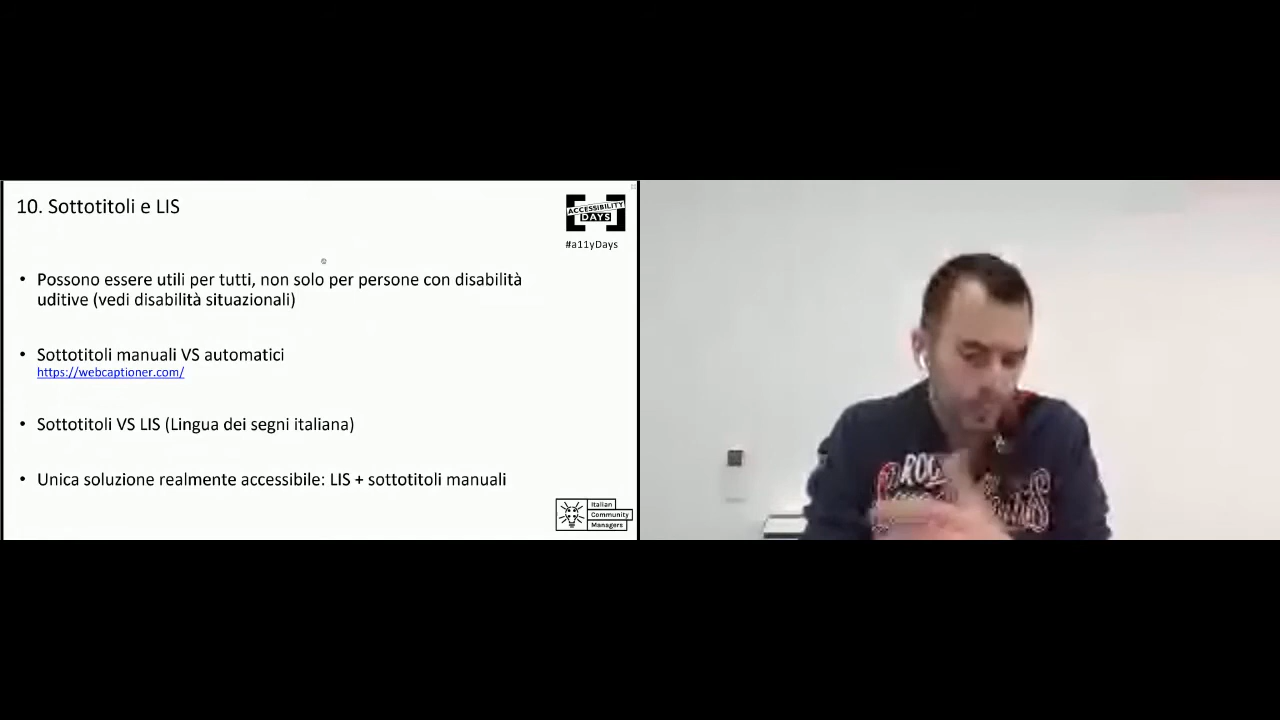 10. Sottotitoli e LIS
ACCESSIBILITY
DAYS
#a11yDays
• Possono essere utili per tutti, non solo per persone con disabilità
uditive (vedi disabilità situazionali)
• Sottotitoli manuali VS automatici
https://webcaptioner.com/
• Sottotitoli VS LIS (Lingua dei segni italiana)
• Unica soluzione realmente accessibile: LIS + sottotitoli manuali
Italian
Community
Managers